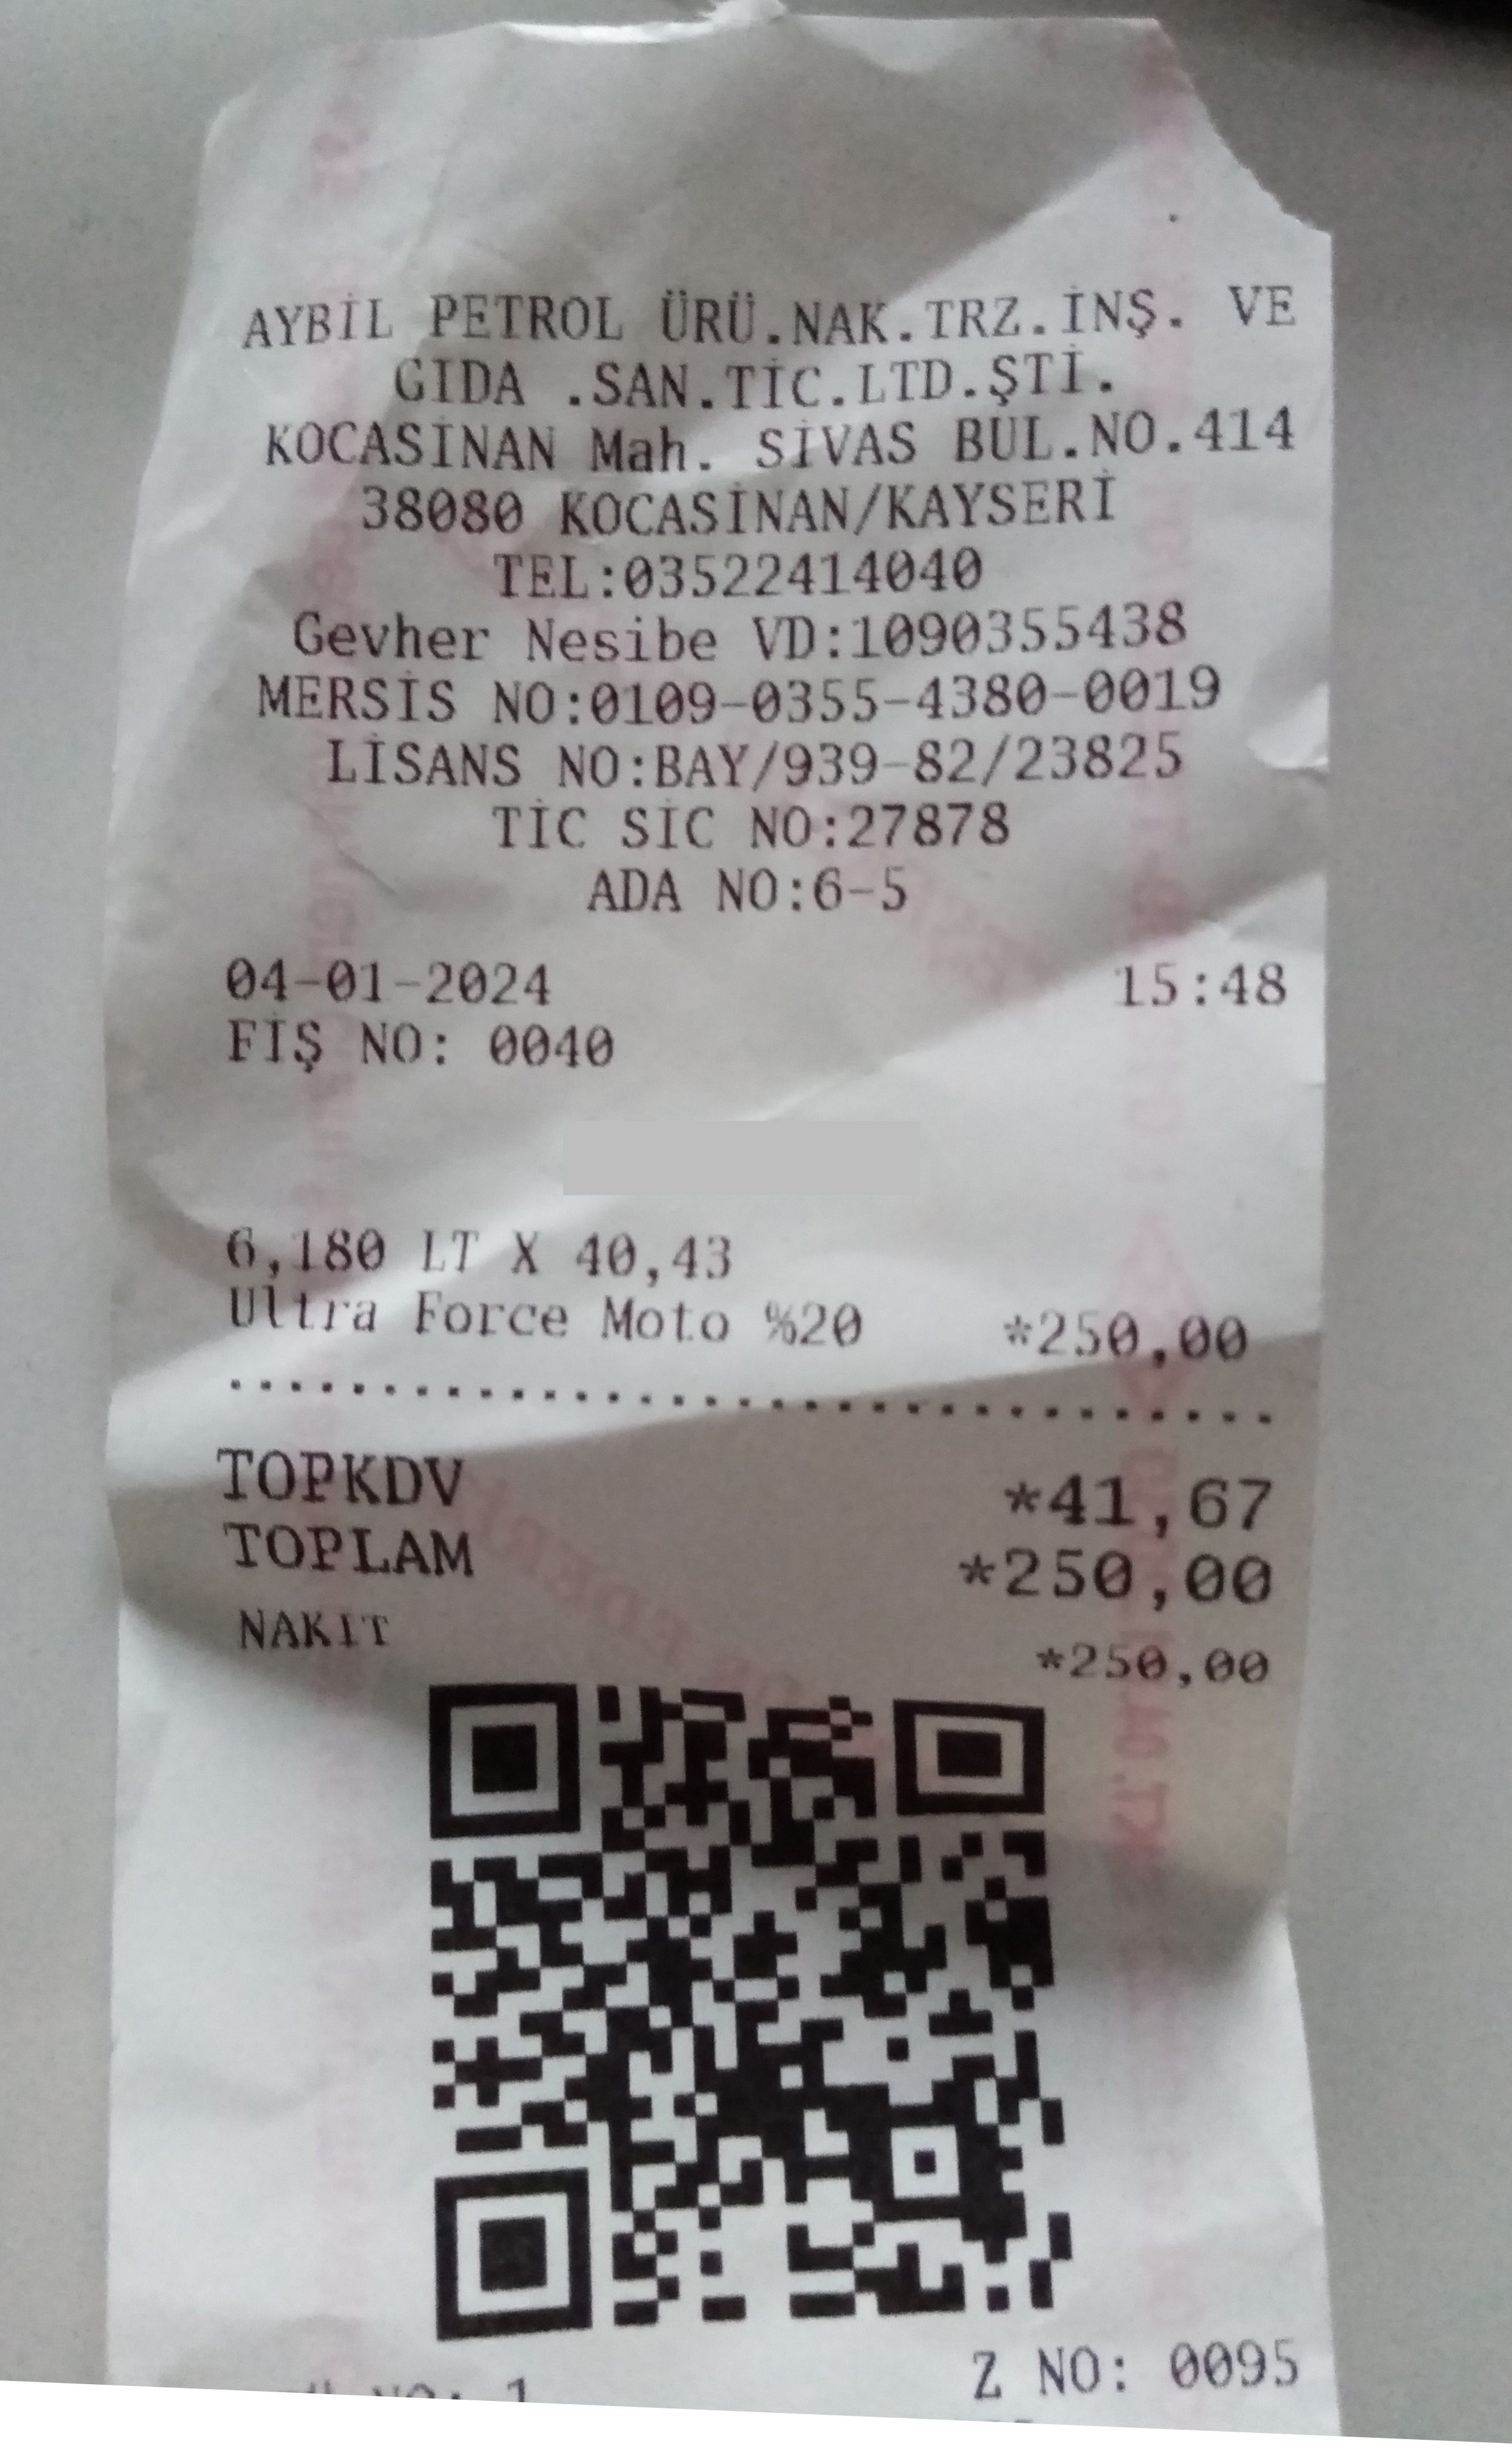 AYBİL PETROL ÜRÜ.NAK.TRZ.İNŞ. VE
GIDA .SAN.TİC.LTD.ŞTİ.
KOCASİNAN Mah. SİVAS BUL.NO.414
38080 KOCASİNAN/KAYSERİ
TEL:03522414040
Gevher Nesibe VD:1090355438
MERSİS NO:0109-0355-4380-0019
LİSANS NO:BAY/939-82/23825
TİC SİC NO:27878
ADA NO:6-5
04-01-2024 15:48
FİŞ NO: 0040
6,180 LT X 40,43
Ultra Force Moto %20 *250,00
TOPKDV *41,67
TOPLAM *250,00
NAKIT *250,00
Z NO: 0095
NO: 1